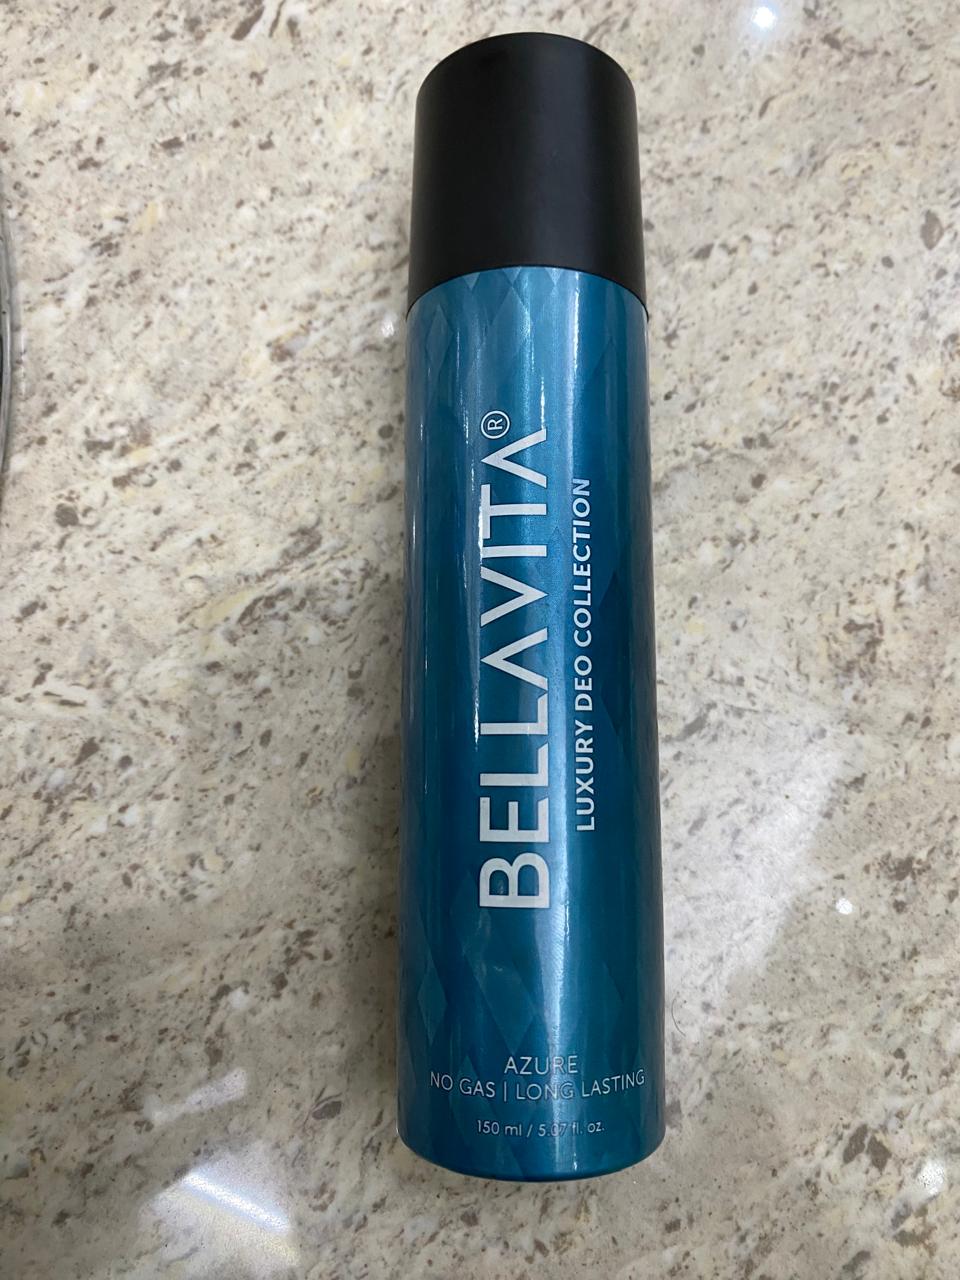 BELLAVITA®
LUXURY DEO COLLECTION
AZURE
NO GAS | LONG LASTING
150 ml / 5.07 fl. oz.